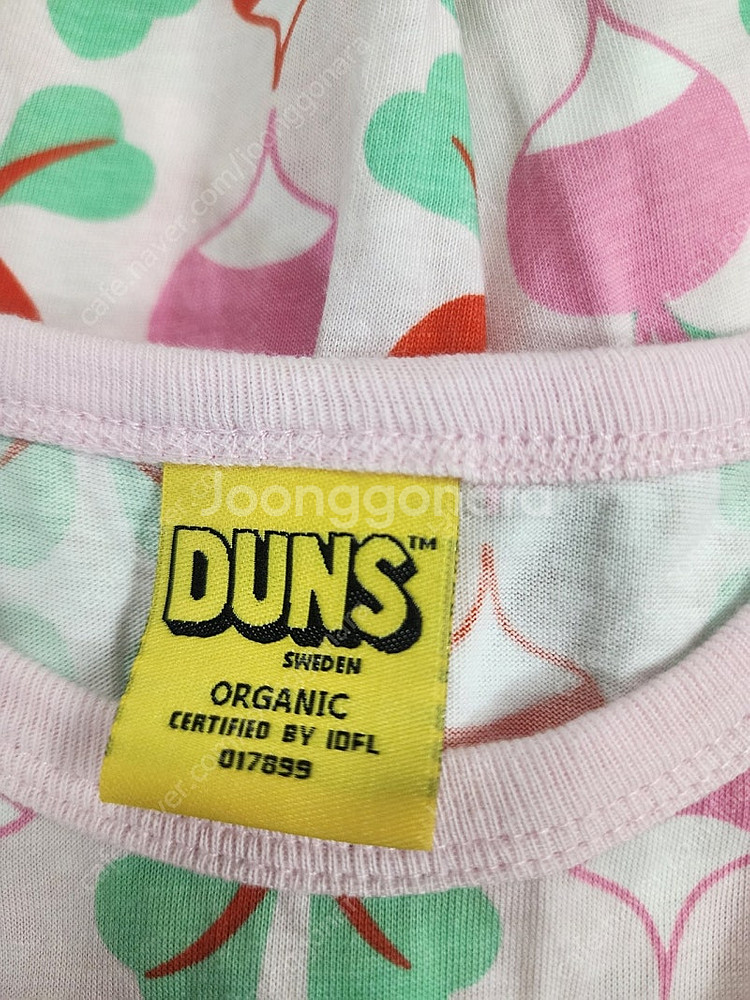 cafe.naver.com/joonggonara
Joonggonara
DUNS™
SWEDEN
ORGANIC
CERTIFIED BY IDFL
017899